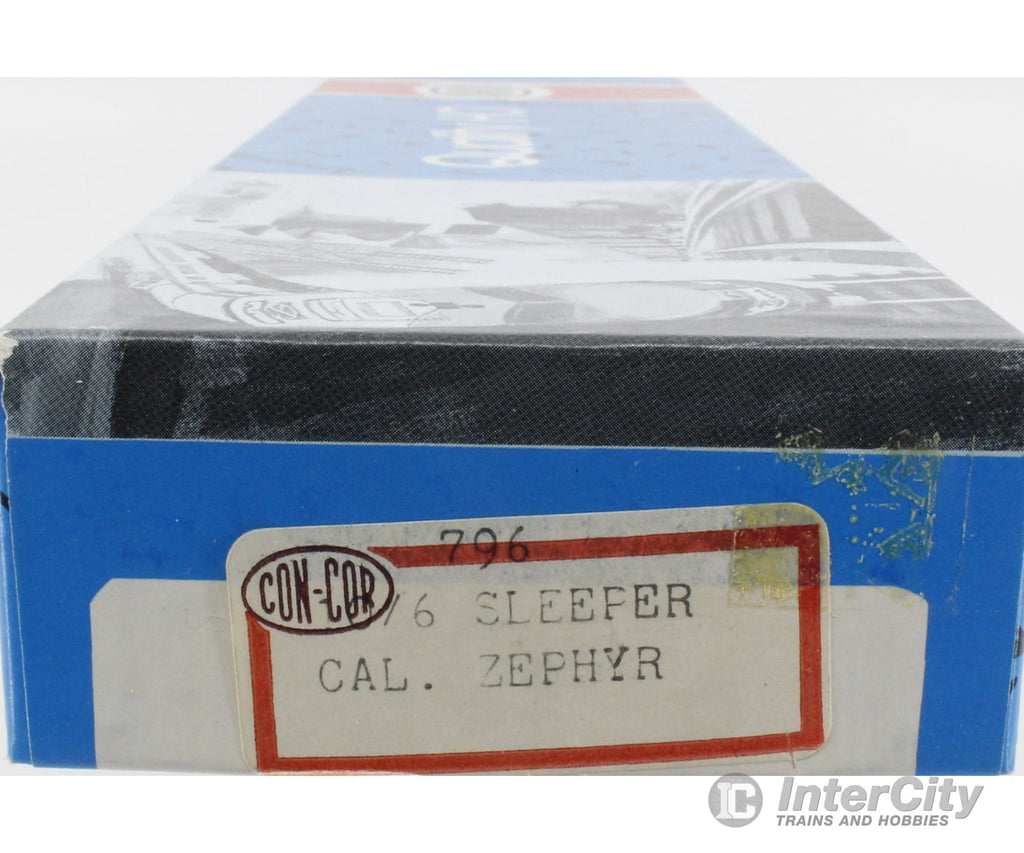 796
CON-COR
/6 SLEEPER
CAL. ZEPHYR
InterCity
TRAINS AND HOBBIES